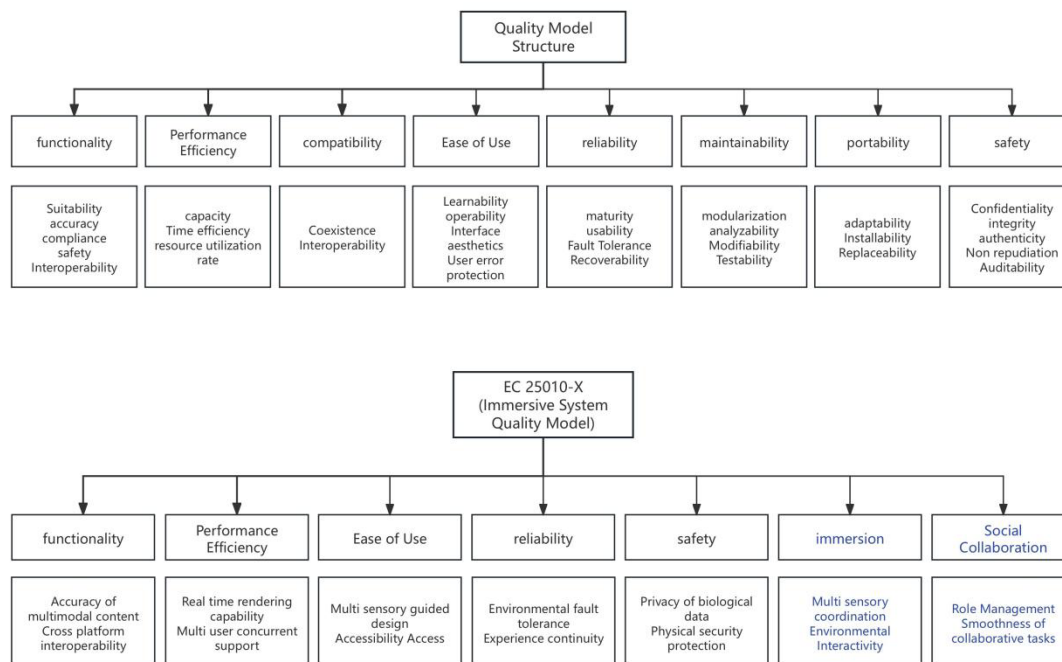 Quality Model
Structure
functionality
Performance
Efficiency
compatibility
Ease of Use
reliability
maintainability
portability
safety
Suitability
accuracy
compliance
safety
Interoperability
capacity
Time efficiency
resource utilization
rate
Coexistence
Interoperability
Learnability
operability
Interface
aesthetics
User error
protection
maturity
usability
Fault Tolerance
Recoverability
modularization
analyzability
Modifiability
Testability
adaptability
Installability
Replaceability
Confidentiality
integrity
authenticity
Non repudiation
Auditability
EC 25010-X
(Immersive System
Quality Model)
functionality
Performance
Efficiency
Ease of Use
reliability
safety
immersion
Social
Collaboration
Accuracy of
multimodal content
Cross platform
interoperability
Real time rendering
capability
Multi user concurrent
support
Multi sensory guided
design
Accessibility Access
Environmental fault
tolerance
Experience continuity
Privacy of biological
data
Physical security
protection
Multi sensory
coordination
Environmental
Interactivity
Role Management
Smoothness of
collaborative tasks